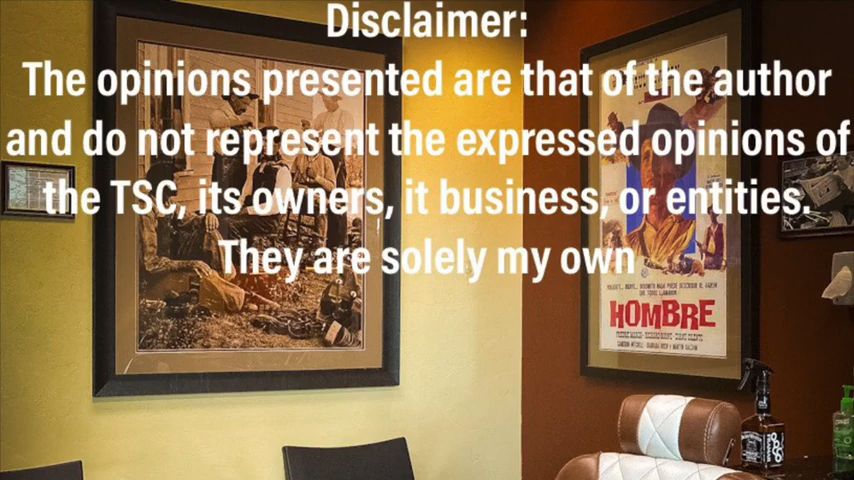 Disclaimer:
The opinions presented are that of the author
and do not represent the expressed opinions of
the TSC, its owners, it business, or entities.
They are solely my own
HOMBRE